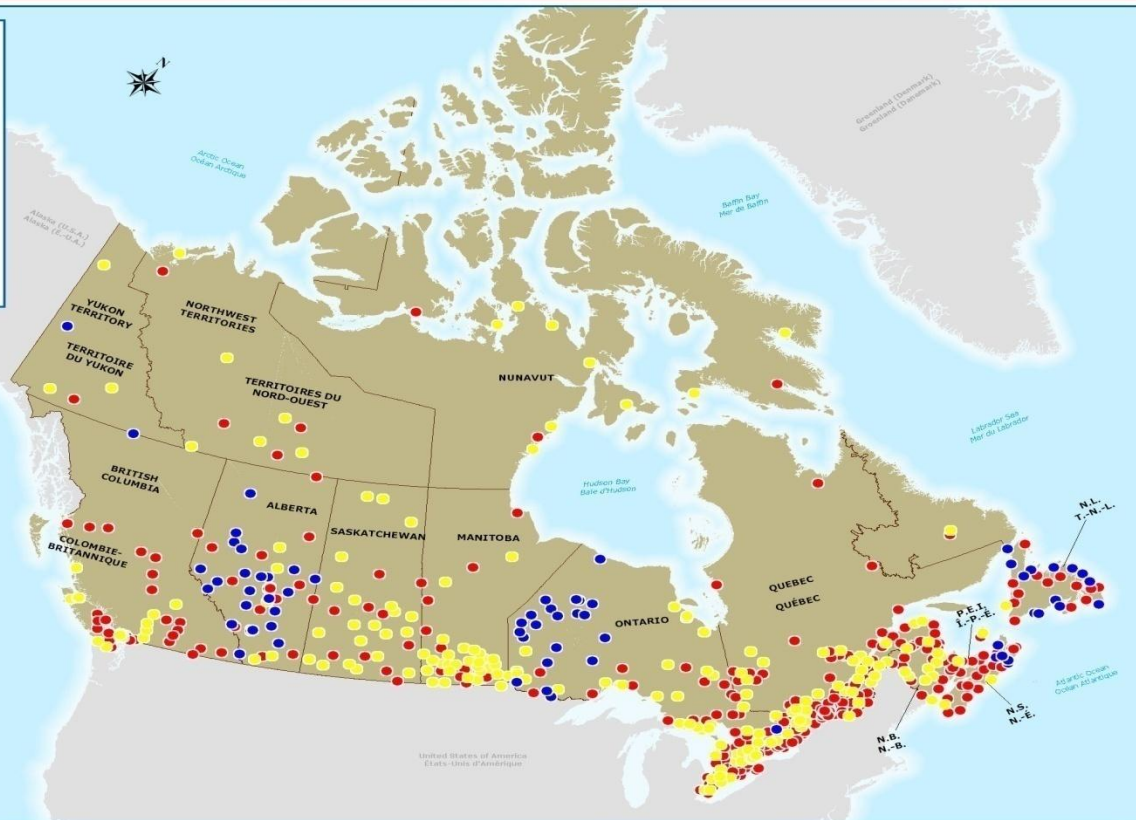 N
Greenland (Denmark)
Groenland (Danemark)
Arctic Ocean
Océan Arctique
Baffin Bay
Mer de Baffin
Alaska (U.S.A.)
Alaska (É.-U.A.)
YUKON
TERRITORY
TERRITOIRE
DU YUKON
NORTHWEST
TERRITORIES
TERRITOIRES DU
NORD-OUEST
NUNAVUT
Labrador Sea
Mer du Labrador
BRITISH
COLUMBIA
COLOMBIE-
BRITANNIQUE
ALBERTA
SASKATCHEWAN
MANITOBA
Hudson Bay
Baie d'Hudson
ONTARIO
QUEBEC
QUÉBEC
N.L.
T.-N.-L.
P.E.I.
Î.-P.-É.
N.S.
N.-É.
N.B.
N.-B.
Atlantic Ocean
Océan Atlantique
United States of America
États-Unis d'Amérique